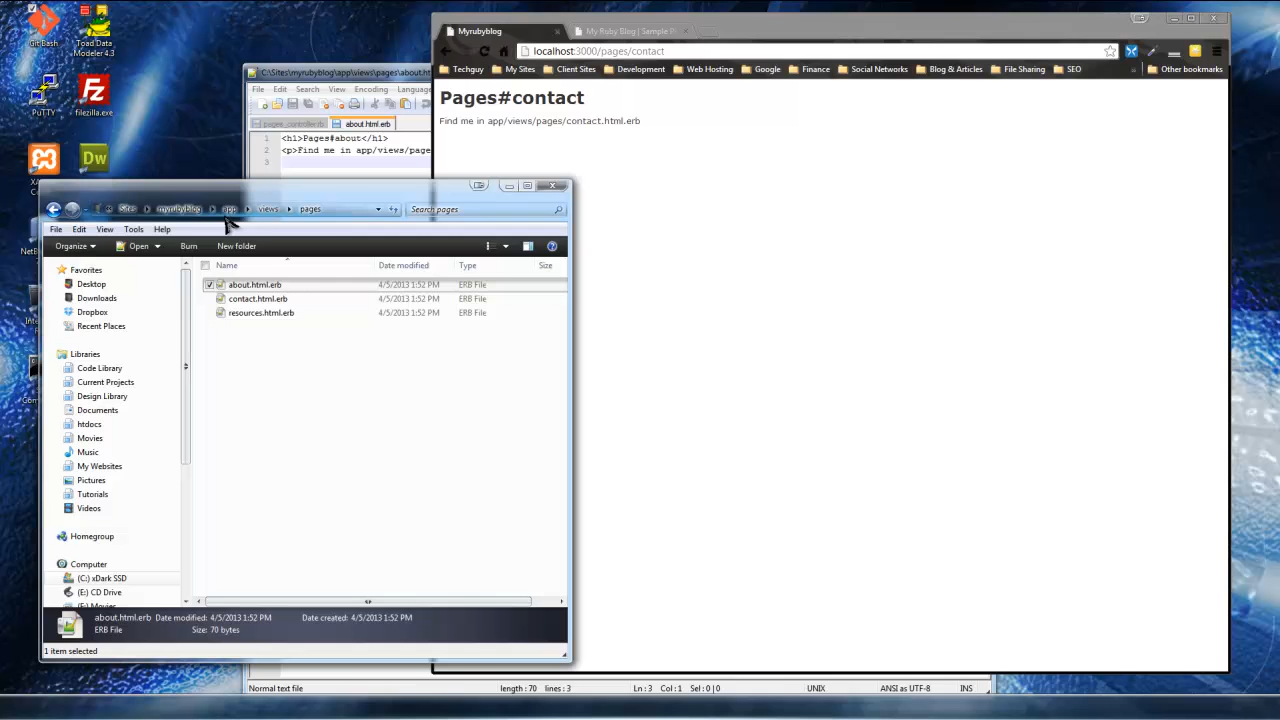 Git Bash
Toad Data
Modeler 4.3
PuTTY
filezilla.exe
C:\Sites\myrubyblog\app\views\pages\about.ht
File Edit Search View Encoding Language
pages_controller.rb about.html.erb
1 <h1>Pages#about</h1>
2 <p>Find me in app/views/page
3
Myrubyblog
My Ruby Blog | Sample P
localhost:3000/pages/contact
Techguy My Sites Client Sites Development Web Hosting Google Finance Social Networks Blog & Articles File Sharing SEO Other bookmarks
Pages#contact
Find me in app/views/pages/contact.html.erb
Sites myrubyblog app views pages
Search pages
File Edit View Tools Help
Organize Open Burn New folder
Name Date modified Type Size
about.html.erb 4/5/2013 1:52 PM ERB File
contact.html.erb 4/5/2013 1:52 PM ERB File
resources.html.erb 4/5/2013 1:52 PM ERB File
Favorites
Desktop
Downloads
Dropbox
Recent Places
Libraries
Code Library
Current Projects
Design Library
Documents
htdocs
Movies
Music
My Websites
Pictures
Tutorials
Videos
Homegroup
Computer
(C:) xDark SSD
(E:) CD Drive
about.html.erb Date modified: 4/5/2013 1:52 PM Date created: 4/5/2013 1:52 PM
ERB File Size: 70 bytes
1 item selected
Normal text file length : 70 lines : 3 Ln : 3 Col : 1 Sel : 0 | 0 UNIX ANSI as UTF-8 INS